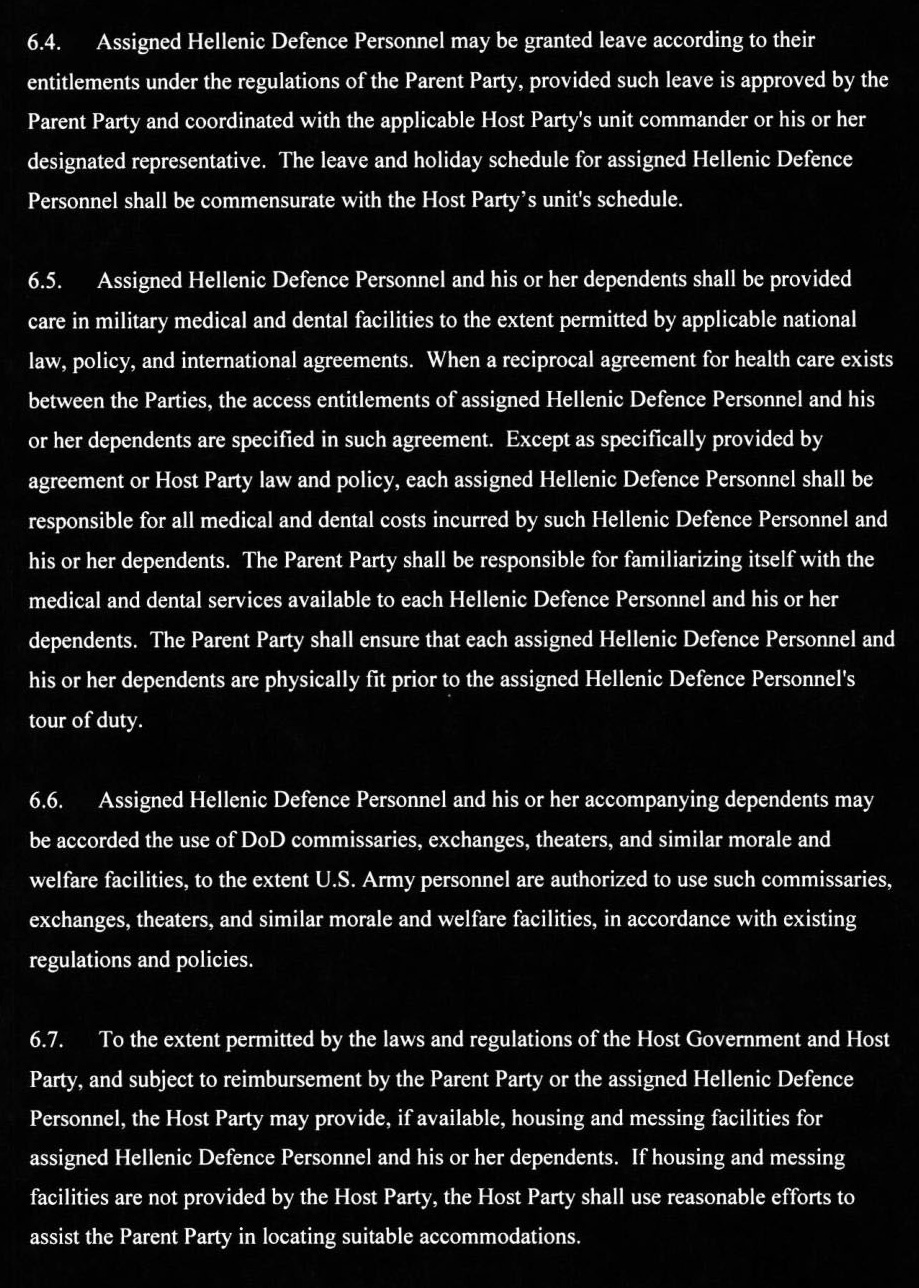 6.4. Assigned Hellenic Defence Personnel may be granted leave according to their
entitlements under the regulations of the Parent Party, provided such leave is approved by the
Parent Party and coordinated with the applicable Host Party's unit commander or his or her
designated representative. The leave and holiday schedule for assigned Hellenic Defence
Personnel shall be commensurate with the Host Party’s unit's schedule.
6.5. Assigned Hellenic Defence Personnel and his or her dependents shall be provided
care in military medical and dental facilities to the extent permitted by applicable national
law, policy, and international agreements. When a reciprocal agreement for health care exists
between the Parties, the access entitlements of assigned Hellenic Defence Personnel and his
or her dependents are specified in such agreement. Except as specifically provided by
agreement or Host Party law and policy, each assigned Hellenic Defence Personnel shall be
responsible for all medical and dental costs incurred by such Hellenic Defence Personnel and
his or her dependents. The Parent Party shall be responsible for familiarizing itself with the
medical and dental services available to each Hellenic Defence Personnel and his or her
dependents. The Parent Party shall ensure that each assigned Hellenic Defence Personnel and
his or her dependents are physically fit prior to the assigned Hellenic Defence Personnel's
tour of duty.
6.6. Assigned Hellenic Defence Personnel and his or her accompanying dependents may
be accorded the use of DoD commissaries, exchanges, theaters, and similar morale and
welfare facilities, to the extent U.S. Army personnel are authorized to use such commissaries,
exchanges, theaters, and similar morale and welfare facilities, in accordance with existing
regulations and policies.
6.7. To the extent permitted by the laws and regulations of the Host Government and Host
Party, and subject to reimbursement by the Parent Party or the assigned Hellenic Defence
Personnel, the Host Party may provide, if available, housing and messing facilities for
assigned Hellenic Defence Personnel and his or her dependents. If housing and messing
facilities are not provided by the Host Party, the Host Party shall use reasonable efforts to
assist the Parent Party in locating suitable accommodations.